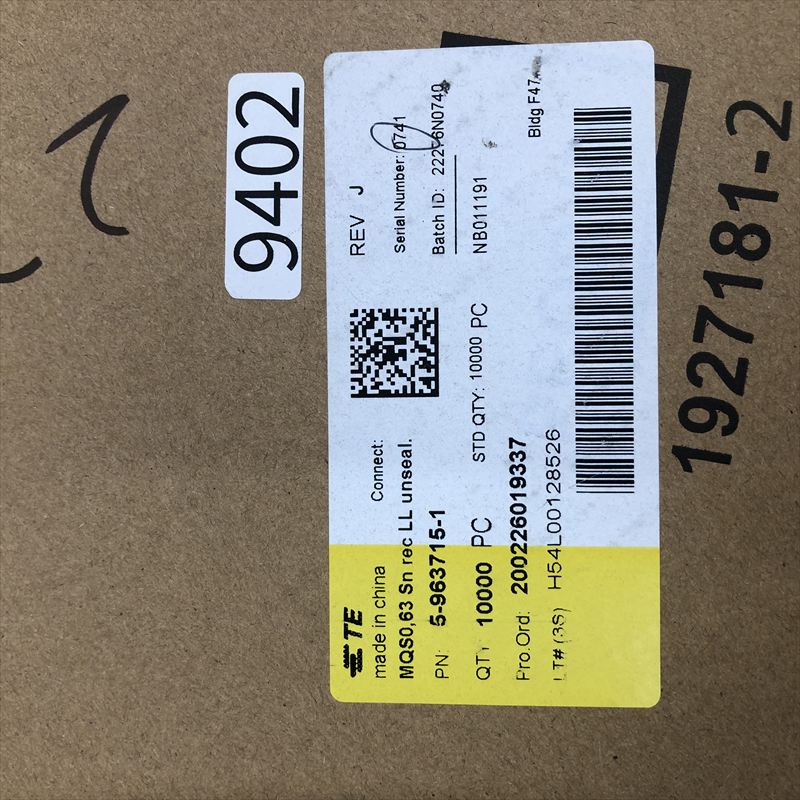 9402
TE
made in china Connect: REV J
MQS0,63 Sn rec LL unseal. Serial Number: 0741
PN: 5-963715-1 Batch ID:
QTY 10000 PC STD QTY: 10000 PC NB011191
Pro.Ord: 200226019337
LT# (3S) H54L00128526 Bldg F47
1927181-2